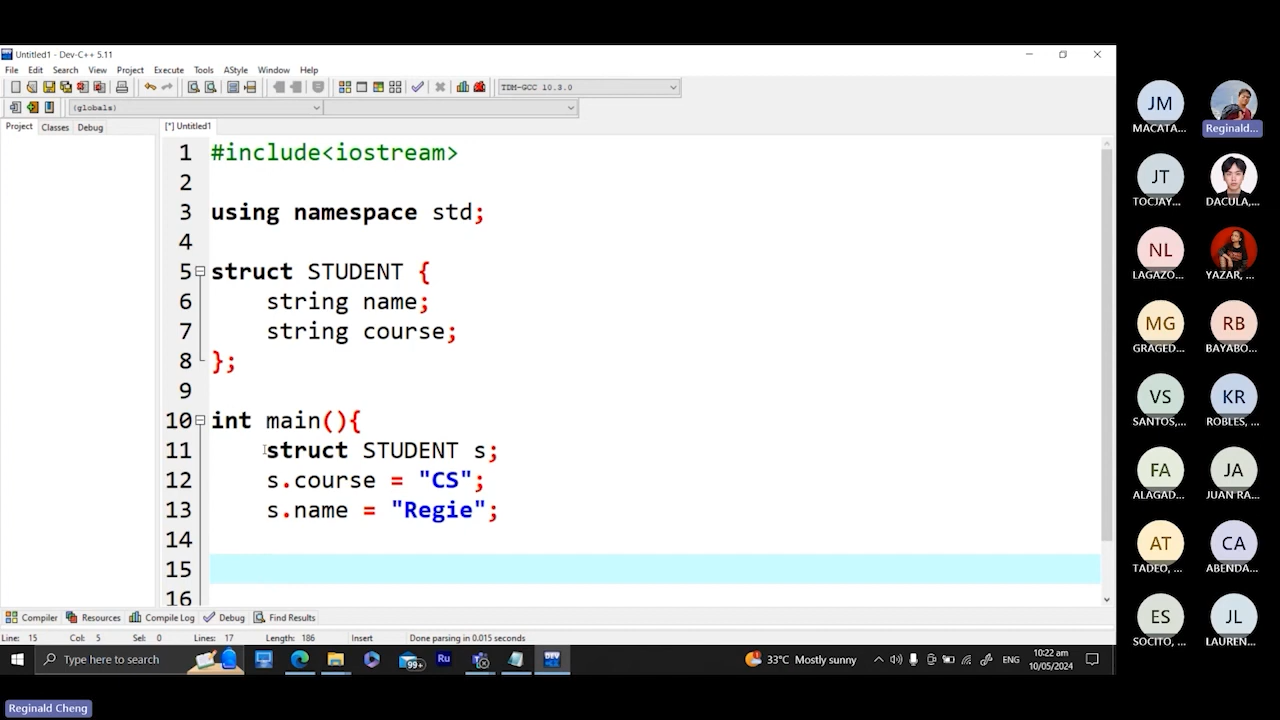 Untitled1 - Dev-C++ 5.11
File Edit Search View Project Execute Tools AStyle Window Help
TDM-GCC 10.3.0
(globals)
Project Classes Debug
[*] Untitled1
1 #include<iostream>
2
3 using namespace std;
4
5 struct STUDENT {
6 string name;
7 string course;
8 };
9
10 int main(){
11 struct STUDENT s;
12 s.course = "CS";
13 s.name = "Regie";
14
15
16
Compiler Resources Compile Log Debug Find Results
Line: 15 Col: 5 Sel: 0 Lines: 17 Length: 186 Insert Done parsing in 0.015 seconds
Type here to search
99+
Ru
DEV
33°C Mostly sunny
ENG
10:22 am
10/05/2024
JM
MACATA...
Reginald...
JT
TOCJAY...
DACULA,...
NL
LAGAZO...
YAZAR, ...
MG
GRAGED...
RB
BAYABO...
VS
SANTOS,...
KR
ROBLES, ...
FA
ALAGAD...
JA
JUAN RA...
AT
TADEO, ...
CA
ABENDA...
ES
SOCITO, ...
JL
LAUREN...
Reginald Cheng